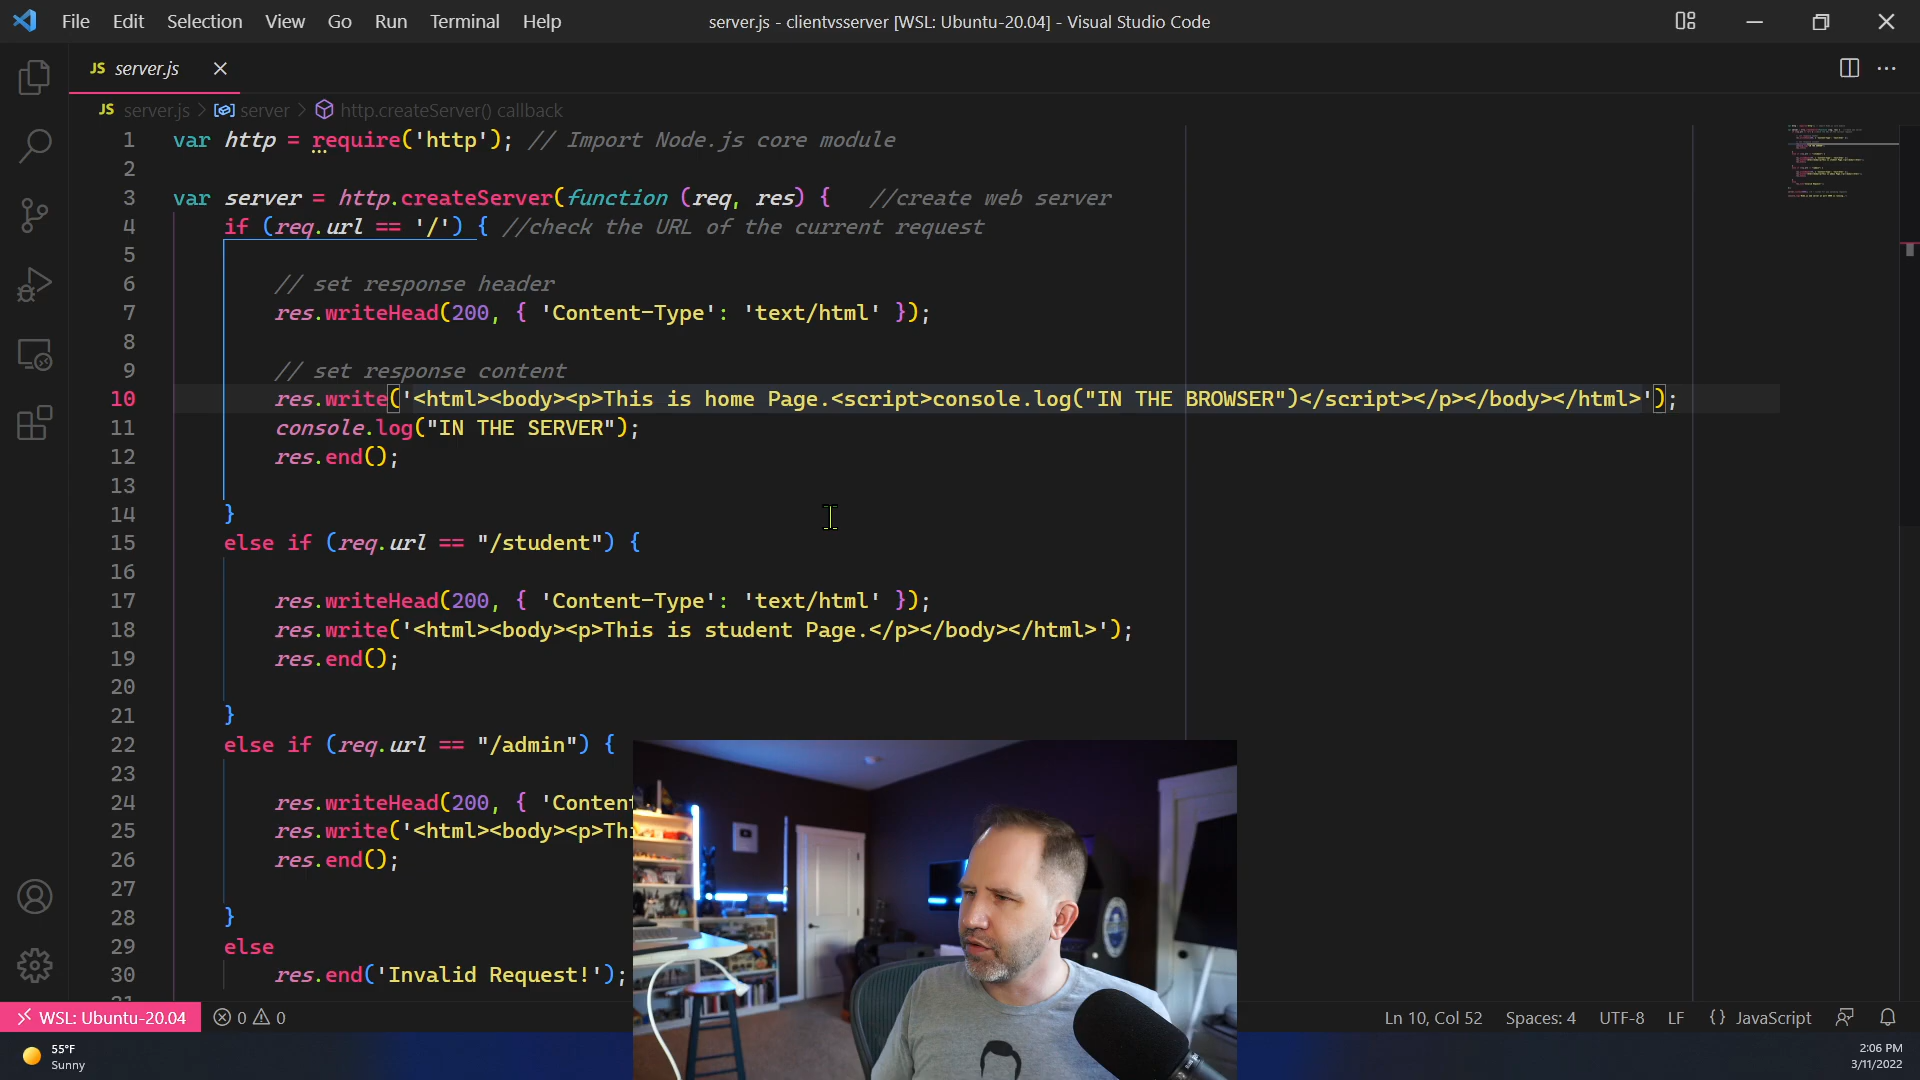 File Edit Selection View Go Run Terminal Help
server.js - clientvsserver [WSL: Ubuntu-20.04] - Visual Studio Code
JS server.js
JS server.js > server > http.createServer() callback
1 var http = require('http'); // Import Node.js core module
2
3 var server = http.createServer(function (req, res) { //create web server
4 if (req.url == '/') { //check the URL of the current request
5
6 // set response header
7 res.writeHead(200, { 'Content-Type': 'text/html' });
8
9 // set response content
10 res.write('<html><body><p>This is home Page.<script>console.log("IN THE BROWSER")</script></p></body></html>');
11 console.log("IN THE SERVER");
12 res.end();
13
14 }
15 else if (req.url == "/student") {
16
17 res.writeHead(200, { 'Content-Type': 'text/html' });
18 res.write('<html><body><p>This is student Page.</p></body></html>');
19 res.end();
20
21 }
22 else if (req.url == "/admin") {
23
24 res.writeHead(200, { 'Content
25 res.write('<html><body><p>Thi
26 res.end();
27
28 }
29 else
30 res.end('Invalid Request!');
WSL: Ubuntu-20.04 0 0 Ln 10, Col 52 Spaces: 4 UTF-8 LF {} JavaScript
55°F
Sunny
2:06 PM
3/11/2022